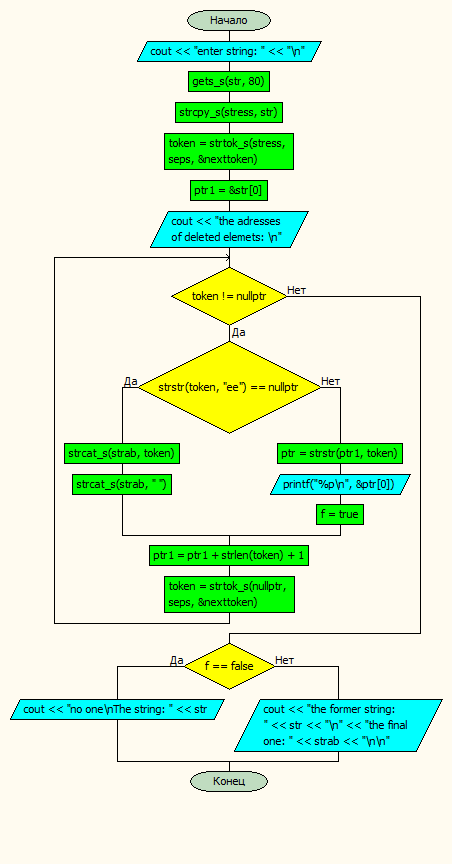 Начало
cout << "enter string: " << "\n"
gets_s(str, 80)
strcpy_s(stress, str)
token = strtok_s(stress,
seps, &nexttoken)
ptr1 = &str[0]
cout << "the adresses
of deleted elemets: \n"
token != nullptr
Нет
Да
strstr(token, "ee") == nullptr
Да
Нет
strcat_s(strab, token)
ptr = strstr(ptr1, token)
strcat_s(strab, " ")
printf("%p\n", &ptr[0])
f = true
ptr1 = ptr1 + strlen(token) + 1
token = strtok_s(nullptr,
seps, &nexttoken)
f == false
Да
Нет
cout << "no one\nThe string: " << str
cout << "the former string:
" << str << "\n" << "the final
one: " << strab << "\n\n"
Конец